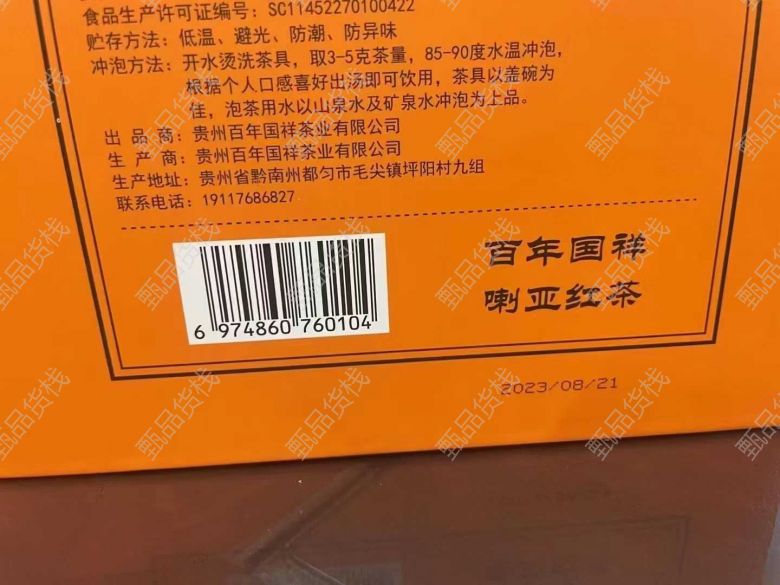 食品生产许可证编号：SC11452270100422
贮存方法：低温、避光、防潮、防异味
冲泡方法：开水烫洗茶具，取3-5克茶量，85-90度水温冲泡，
根据个人口感喜好出汤即可饮用，茶具以盖碗为
佳，泡茶用水以山泉水及矿泉水冲泡为上品。
出品商：贵州百年国祥茶业有限公司
生产商：贵州百年国祥茶业有限公司
生产地址：贵州省黔南州都匀市毛尖镇坪阳村九组
联系电话：19117686827
6 974860 760104
百年国祥
喇亚红茶
2023/08/21
甄品货栈